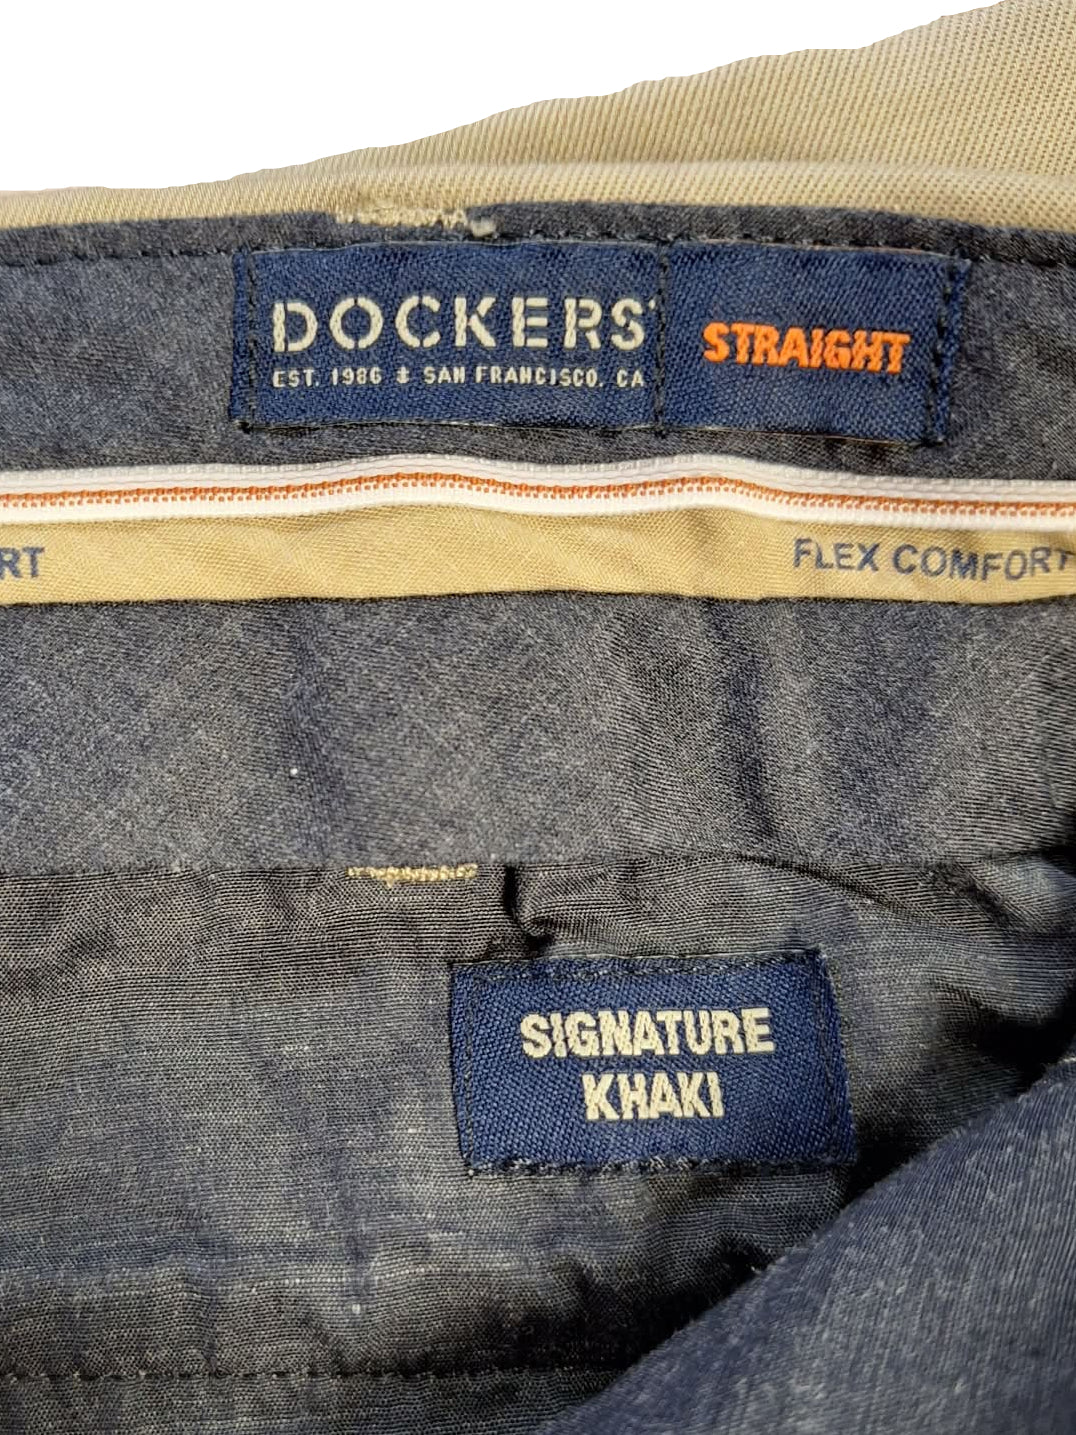 DOCKERS
EST. 1986 & SAN FRANCISCO, CA
STRAIGHT
RT
FLEX COMFORT
SIGNATURE
KHAKI